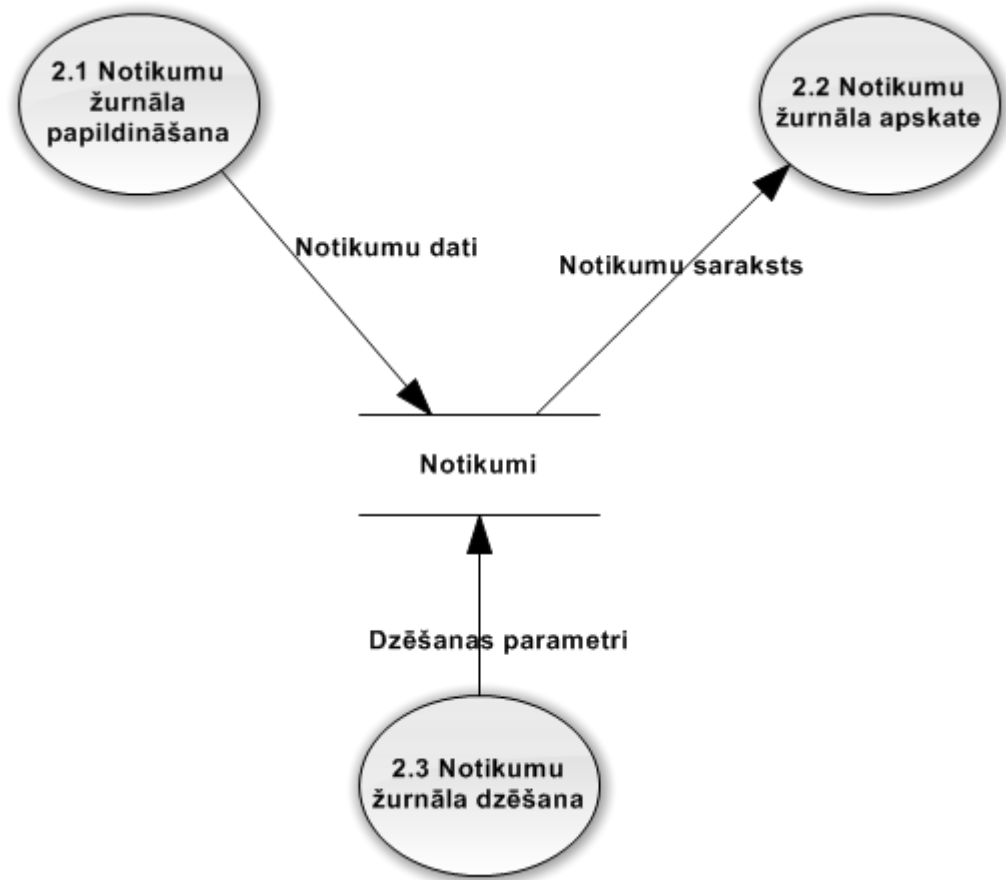 2.1 Notikumu
žurnāla
papildināšana
2.2 Notikumu
žurnāla apskate
Notikumu dati
Notikumu saraksts
Notikumi
Dzēšanas parametri
2.3 Notikumu
žurnāla dzēšana